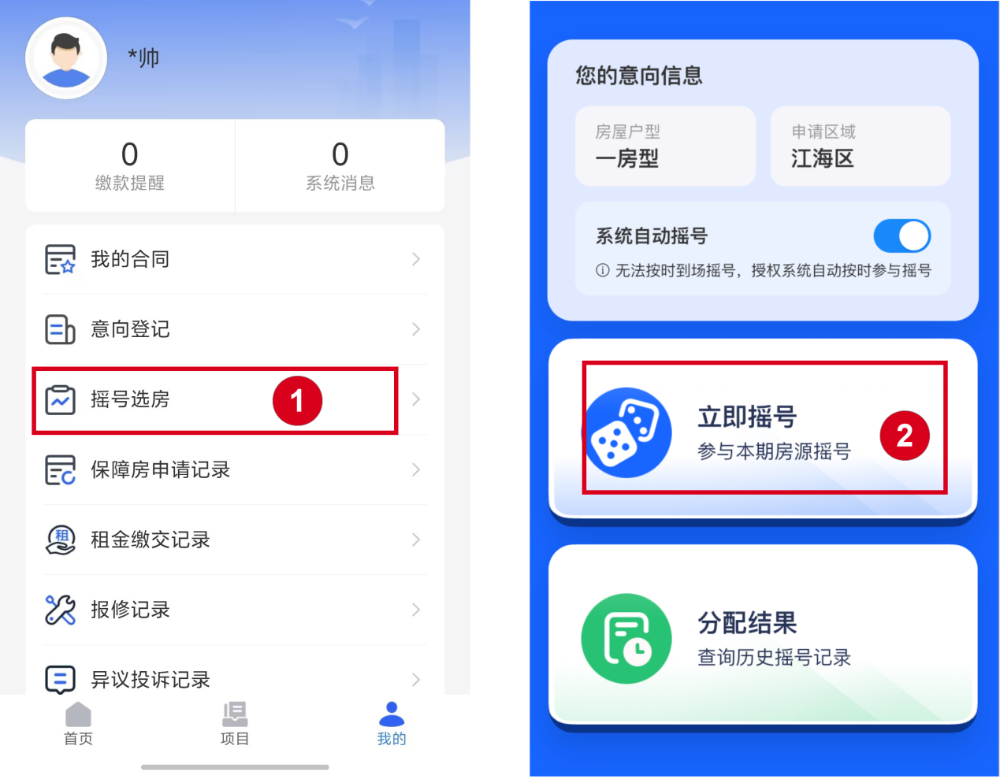 *帅
0
缴款提醒
0
系统消息
我的合同
意向登记
摇号选房
1
保障房申请记录
租
租金缴交记录
报修记录
异议投诉记录
首页
项目
我的
您的意向信息
房屋户型
一房型
申请区域
江海区
系统自动摇号
无法按时到场摇号，授权系统自动按时参与摇号
立即摇号
参与本期房源摇号
2
分配结果
查询历史摇号记录